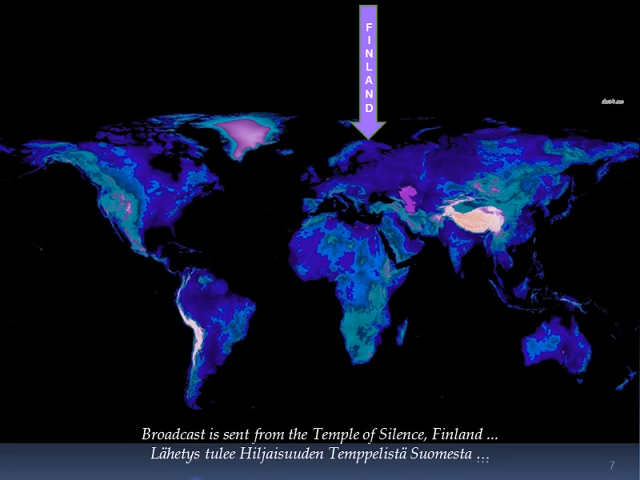 FINLAND
Broadcast is sent from the Temple of Silence, Finland ...
Lähetys tulee Hiljaisuuden Temppelistä Suomesta ...
7